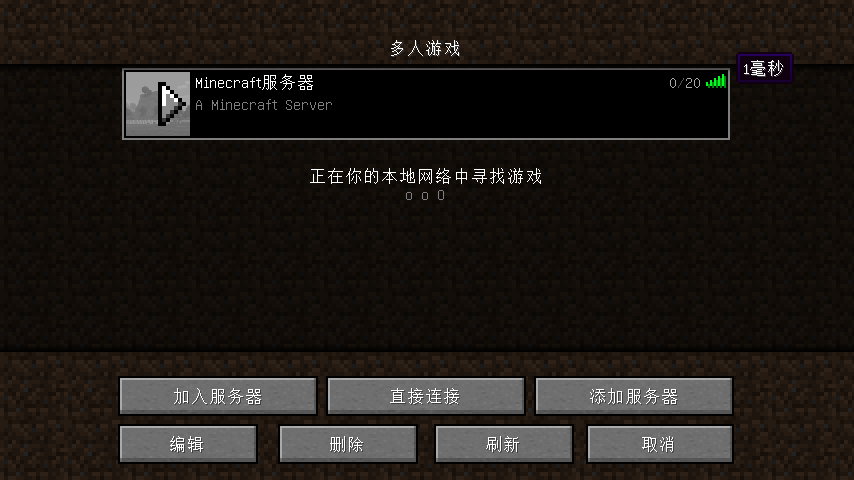 多人游戏
1毫秒
Minecraft服务器 0/20
A Minecraft Server
正在你的本地网络中寻找游戏
o o O
加入服务器 直接连接 添加服务器
编辑 删除 刷新 取消